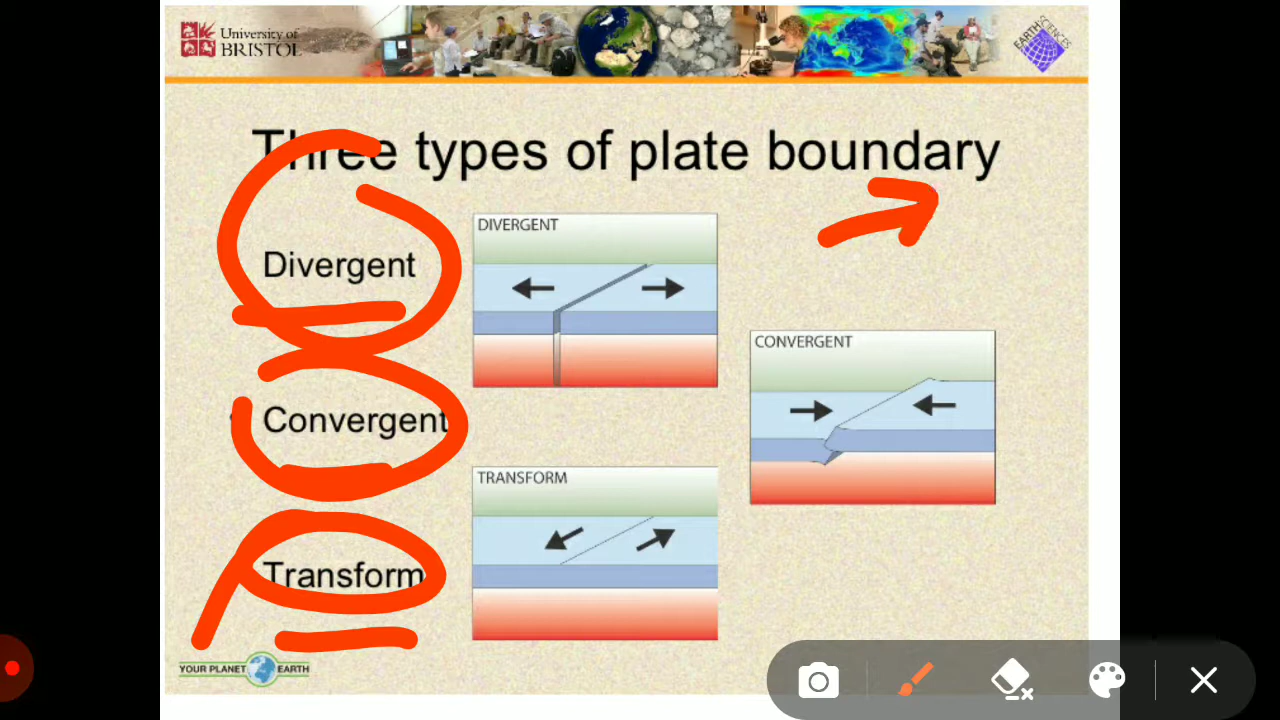 University of
BRISTOL
EARTH SCIENCES
Three types of plate boundary
DIVERGENT
Divergent
CONVERGENT
Convergent
TRANSFORM
Transform
YOUR PLANET EARTH